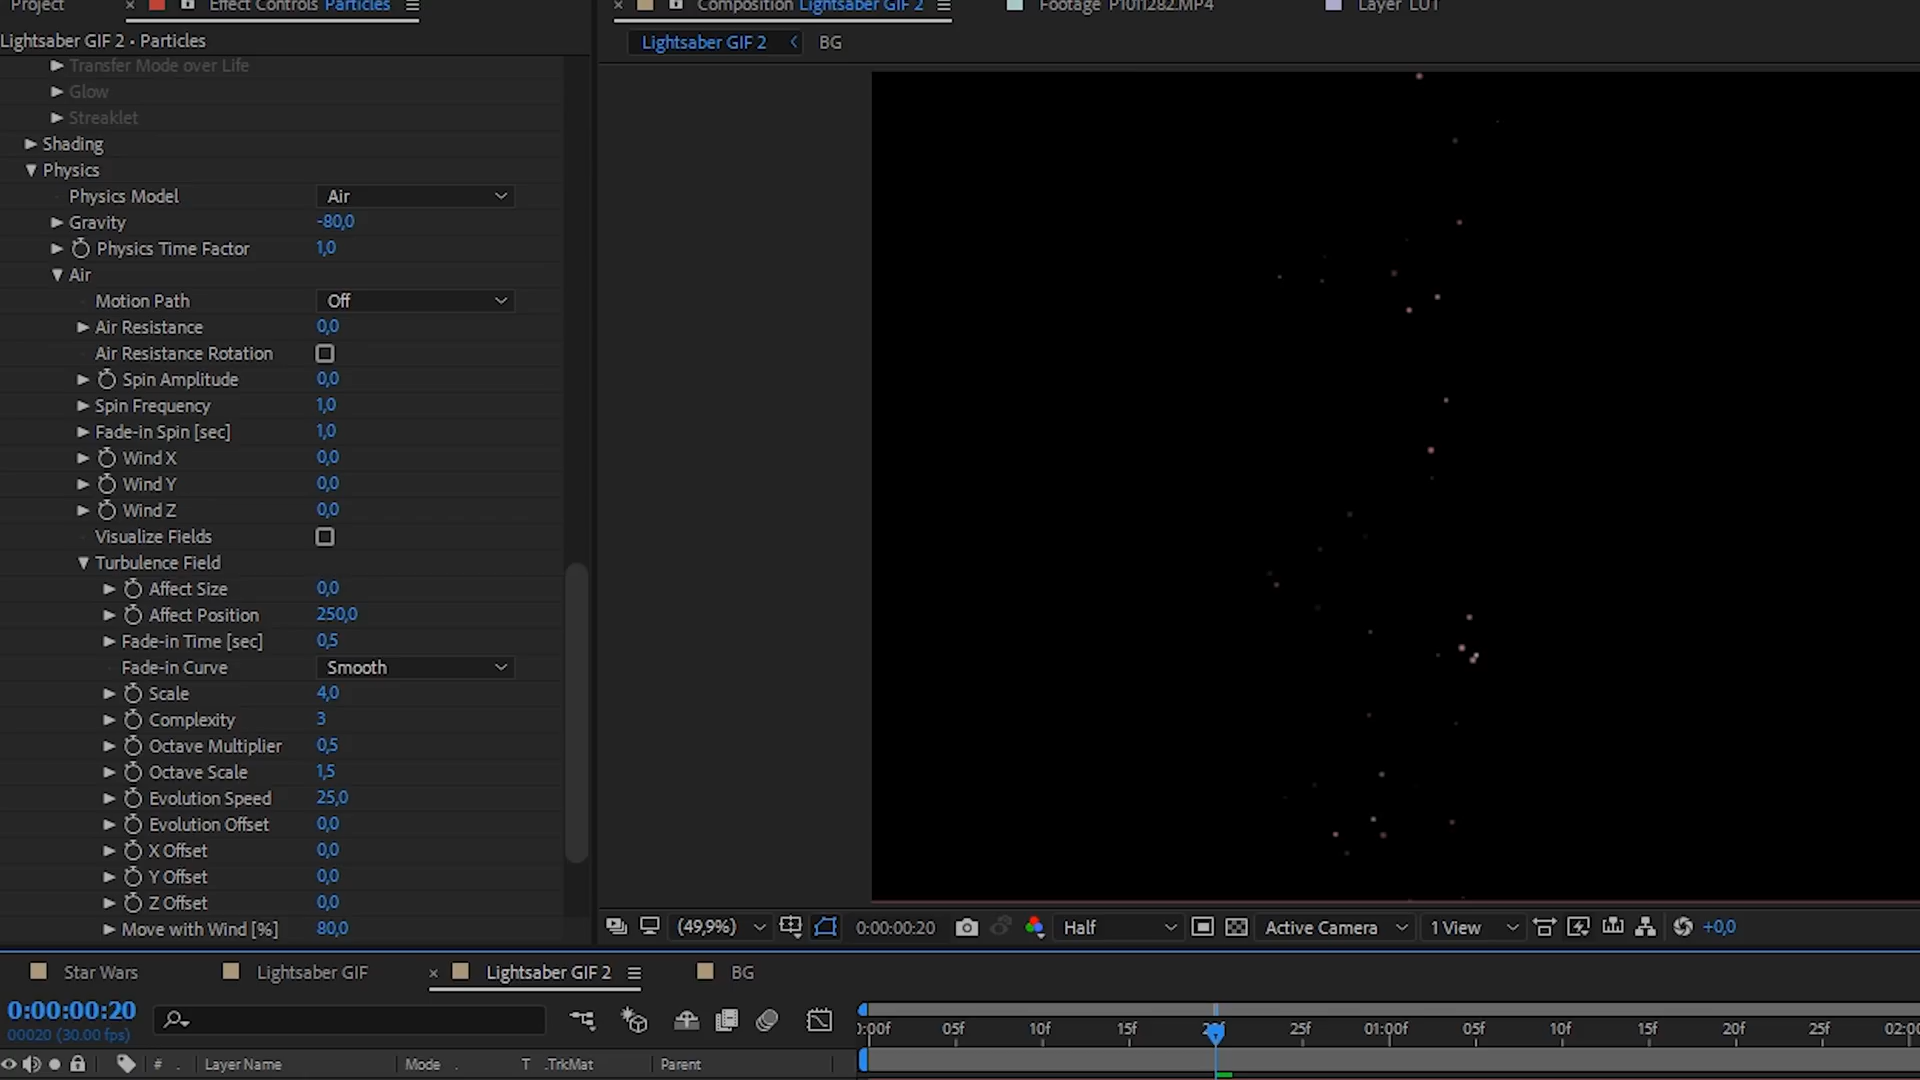 Project
Effect Controls Particles
Composition Lightsaber GIF 2
Footage P1011282.MP4
Layer LUT
Lightsaber GIF 2 • Particles
Lightsaber GIF 2
BG
Transfer Mode over Life
Glow
Streaklet
Shading
Physics
Physics Model Air
Gravity -80,0
Physics Time Factor 1,0
Air
Motion Path Off
Air Resistance 0,0
Air Resistance Rotation
Spin Amplitude 0,0
Spin Frequency 1,0
Fade-in Spin [sec] 1,0
Wind X 0,0
Wind Y 0,0
Wind Z 0,0
Visualize Fields
Turbulence Field
Affect Size 0,0
Affect Position 250,0
Fade-in Time [sec] 0,5
Fade-in Curve Smooth
Scale 4,0
Complexity 3
Octave Multiplier 0,5
Octave Scale 1,5
Evolution Speed 25,0
Evolution Offset 0,0
X Offset 0,0
Y Offset 0,0
Z Offset 0,0
Move with Wind [%] 80,0
(49,9%) 0:00:00:20 Half Active Camera 1 View +0,0
Star Wars
Lightsaber GIF
Lightsaber GIF 2
BG
0:00:00:20
00020 (30.00 fps)
):00f 05f 10f 15f 20f 25f 01:00f 05f 10f 15f 20f 25f 02:00
# . Layer Name Mode . T .TrkMat Parent